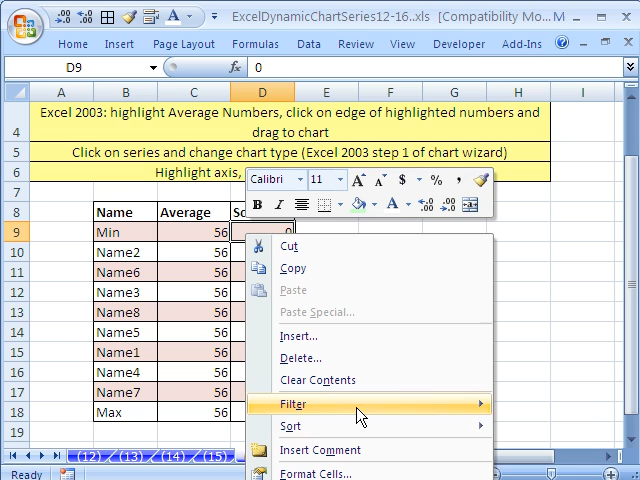 ExcelDynamicChartSeries12-16..xls [Compatibility Mo...
Home Insert Page Layout Formulas Data Review View Developer Add-Ins
D9 fx 0
A B C D E F G H I
4 Excel 2003: highlight Average Numbers, click on edge of highlighted numbers and
drag to chart
5 Click on series and change chart type (Excel 2003 step 1 of chart wizard)
6 Highlight axis,
Calibri 11 A A $ % ,
B I A .00 .0
7
8 Name Average
9 Min 56 0
10 Name2 56
11 Name6 56
12 Name3 56
13 Name8 56
14 Name5 56
15 Name1 56
16 Name4 56
17 Name7 56
18 Max 56
19
Cut
Copy
Paste
Paste Special...
Insert...
Delete...
Clear Contents
Filter
Sort
Insert Comment
Format Cells...
(12) (13) (14) (15)
Ready